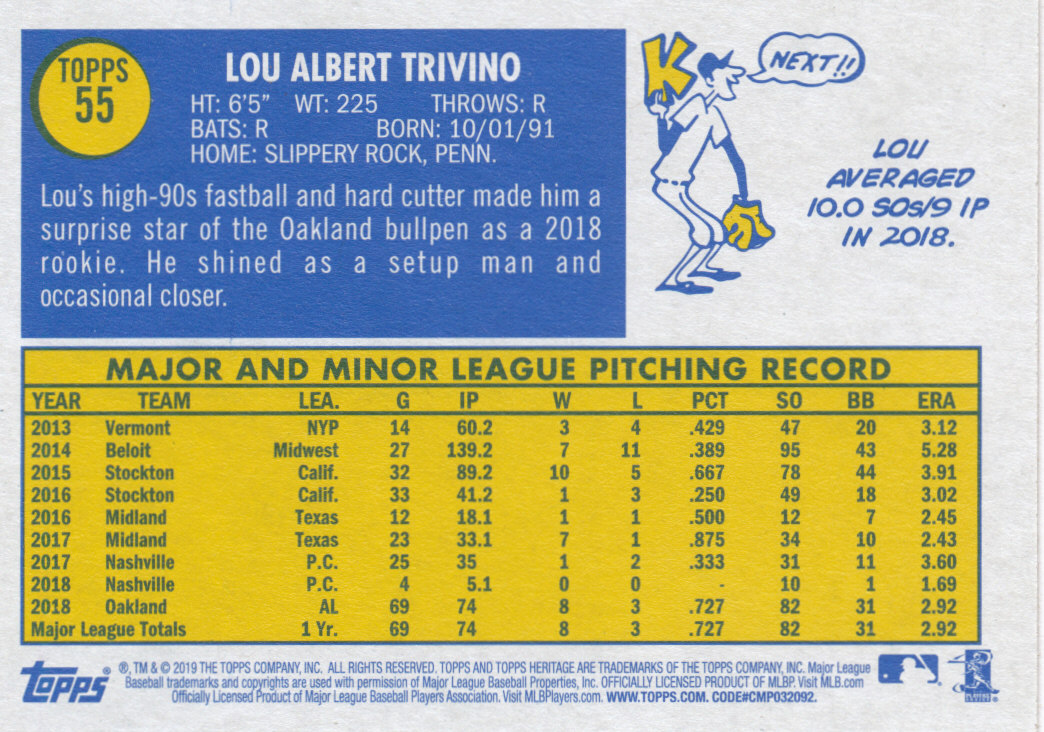 TOPPS
55
LOU ALBERT TRIVINO
HT: 6'5" WT: 225 THROWS: R
BATS: R BORN: 10/01/91
HOME: SLIPPERY ROCK, PENN.
Lou's high-90s fastball and hard cutter made him a
surprise star of the Oakland bullpen as a 2018
rookie. He shined as a setup man and
occasional closer.
K
NEXT!!
LOU
AVERAGED
10.0 SOs/9 IP
IN 2018.
MAJOR AND MINOR LEAGUE PITCHING RECORD
YEAR TEAM LEA. G IP W L PCT SO BB ERA
2013 Vermont NYP 14 60.2 3 4 .429 47 20 3.12
2014 Beloit Midwest 27 139.2 7 11 .389 95 43 5.28
2015 Stockton Calif. 32 89.2 10 5 .667 78 44 3.91
2016 Stockton Calif. 33 41.2 1 3 .250 49 18 3.02
2016 Midland Texas 12 18.1 1 1 .500 12 7 2.45
2017 Midland Texas 23 33.1 7 1 .875 34 10 2.43
2017 Nashville P.C. 25 35 1 2 .333 31 11 3.60
2018 Nashville P.C. 4 5.1 0 0 - 10 1 1.69
2018 Oakland AL 69 74 8 3 .727 82 31 2.92
Major League Totals 1 Yr. 69 74 8 3 .727 82 31 2.92
Topps®
®, TM & © 2019 THE TOPPS COMPANY, INC. ALL RIGHTS RESERVED. TOPPS AND TOPPS HERITAGE ARE TRADEMARKS OF THE TOPPS COMPANY, INC. Major League
Baseball trademarks and copyrights are used with permission of Major League Baseball Properties, Inc. OFFICIALLY LICENSED PRODUCT OF MLBP. Visit MLB.com
Officially Licensed Product of Major League Baseball Players Association. Visit MLBPlayers.com. WWW.TOPPS.COM. CODE#CMP032092.